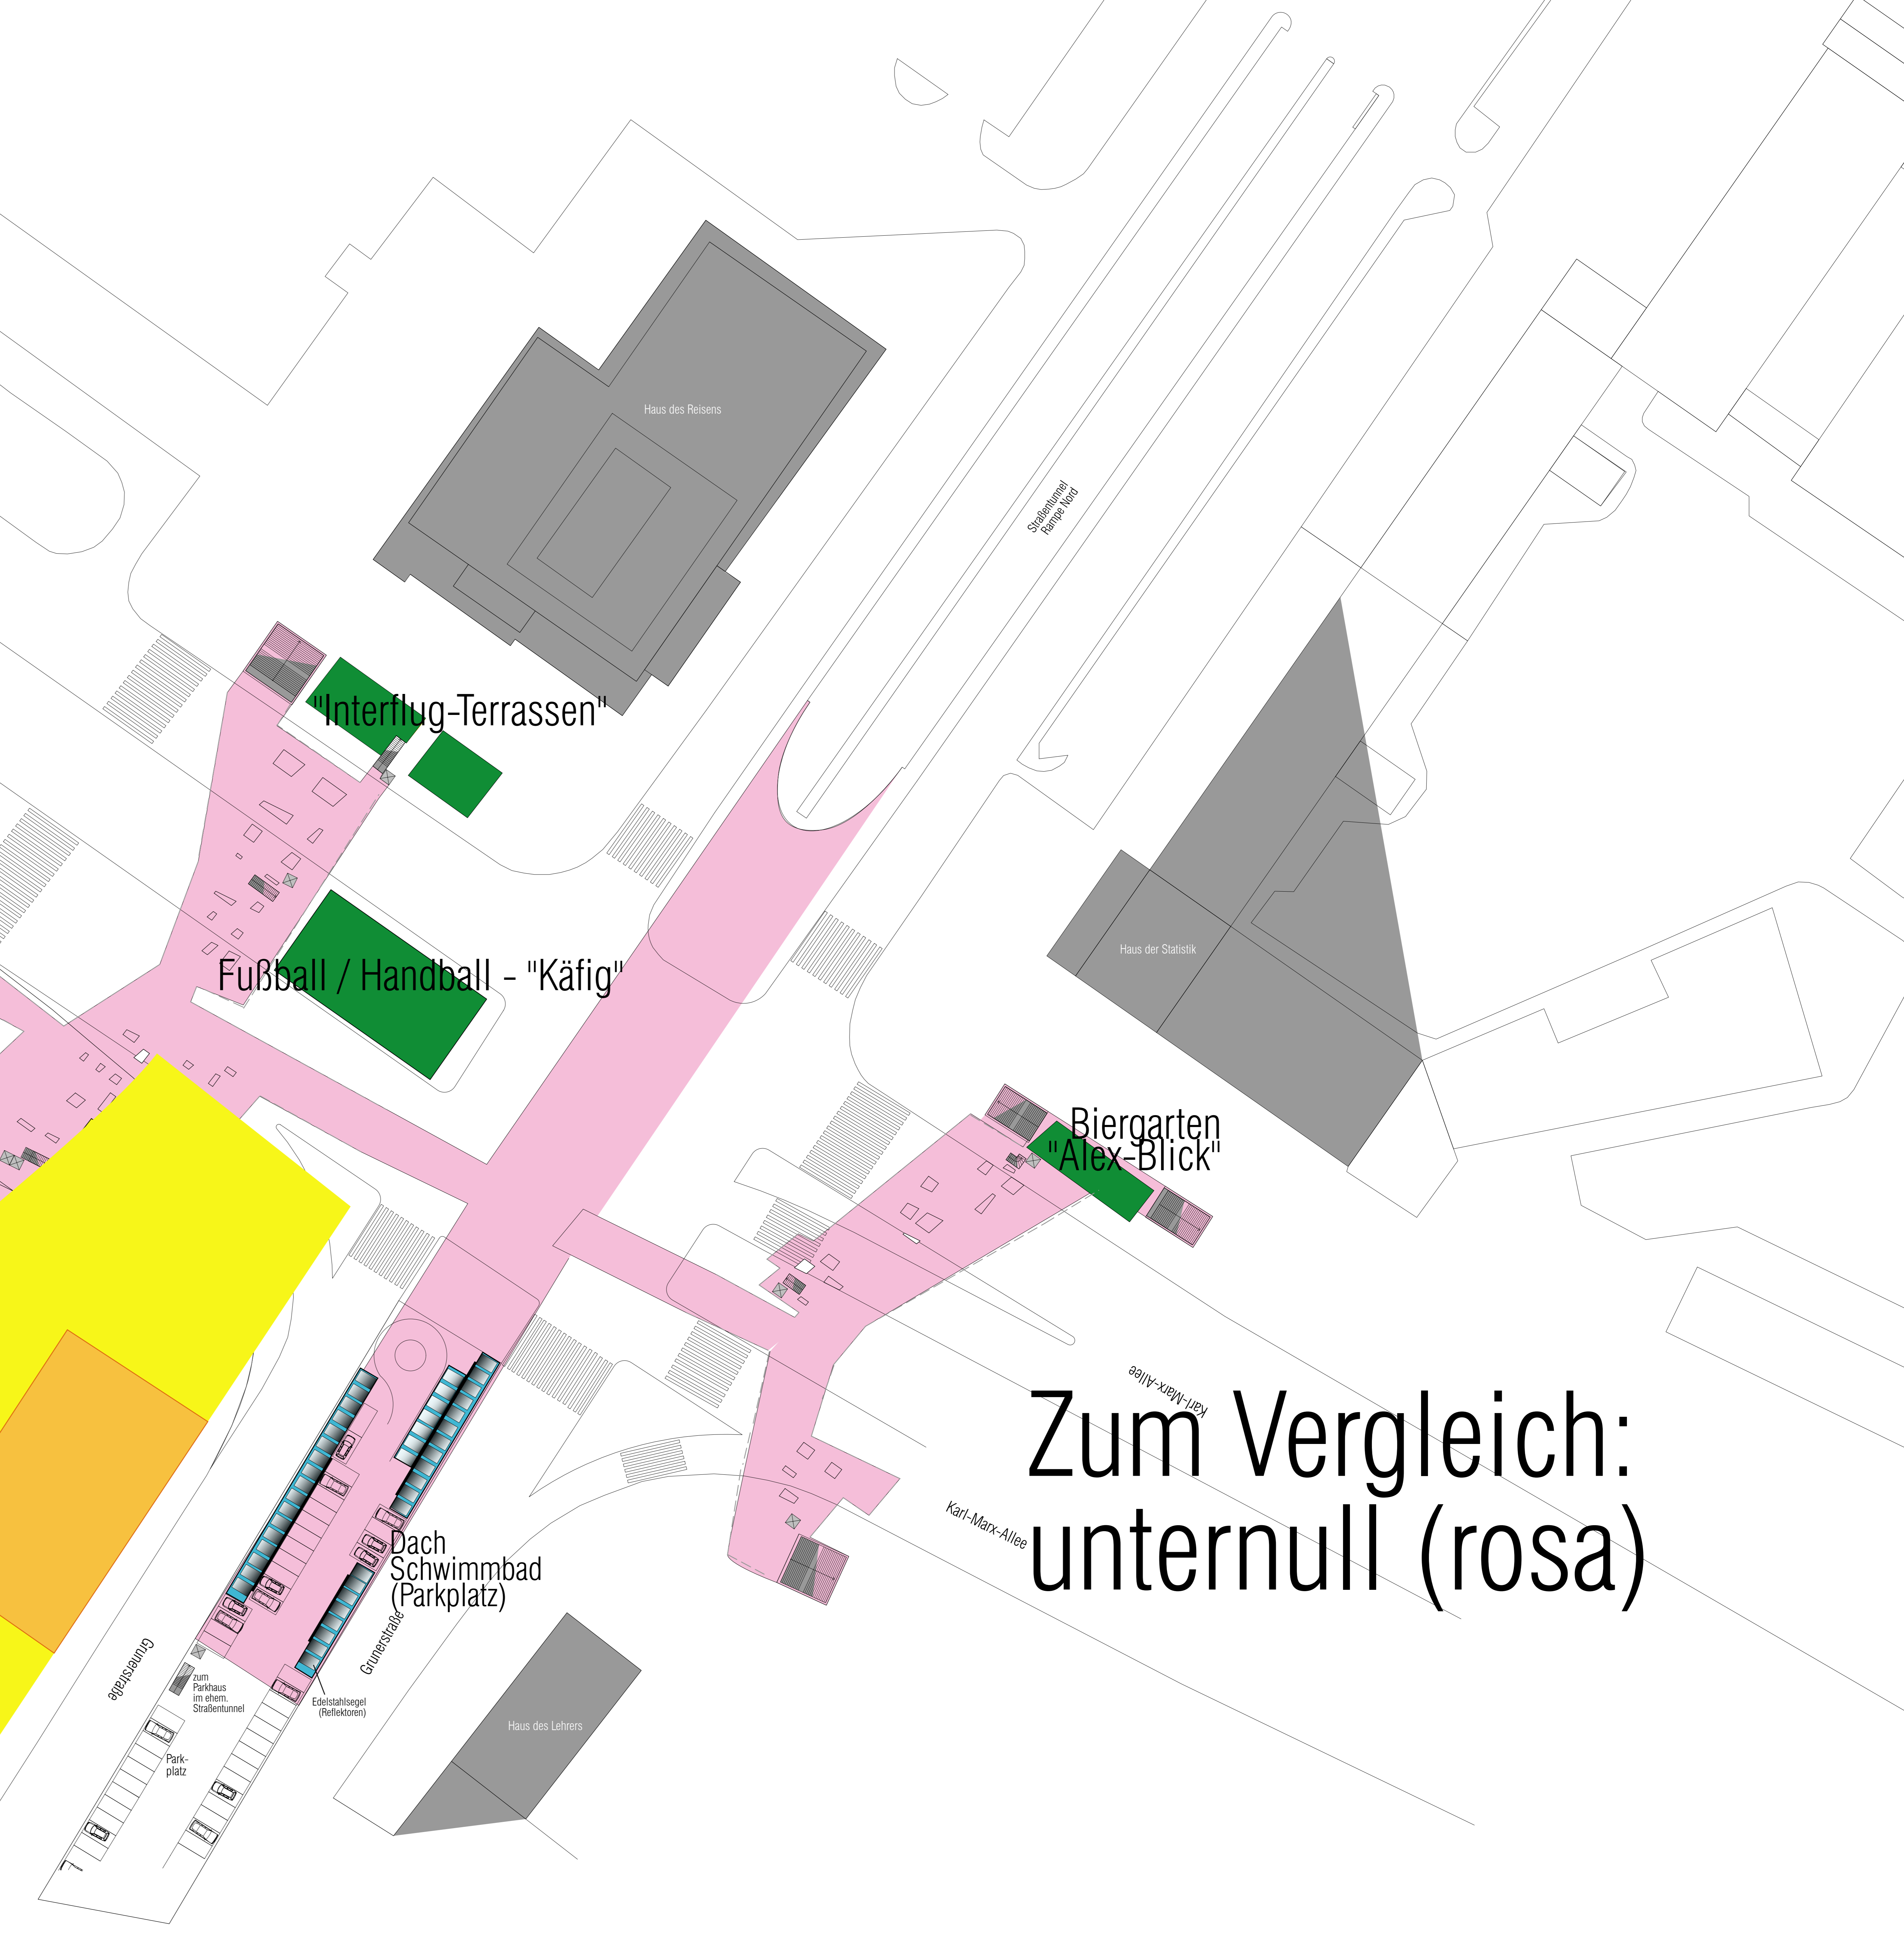 Haus des Reisens
Straßentunnel
Rampe Nord
"Interflug-Terrassen"
Fußball / Handball - "Käfig"
Haus der Statistik
Biergarten
"Alex-Blick"
Karl-Marx-Allee
Zum Vergleich:
unternull (rosa)
Karl-Marx-Allee
Dach
Schwimmbad
(Parkplatz)
Grunerstraße
Grunerstraße
zum
Parkhaus
im ehem.
Straßentunnel
Edelstahlsegel
(Reflektoren)
Haus des Lehrers
Park-
platz